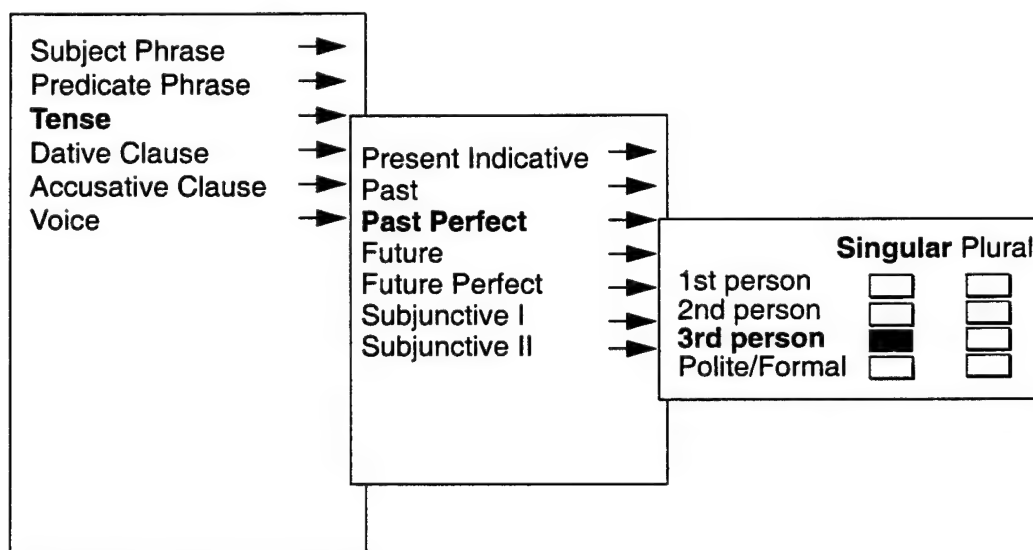 Subject Phrase
Predicate Phrase
Tense
Dative Clause
Accusative Clause
Voice
Present Indicative
Past
Past Perfect
Future
Future Perfect
Subjunctive I
Subjunctive II
Singular Plural
1st person
2nd person
3rd person
Polite/Formal